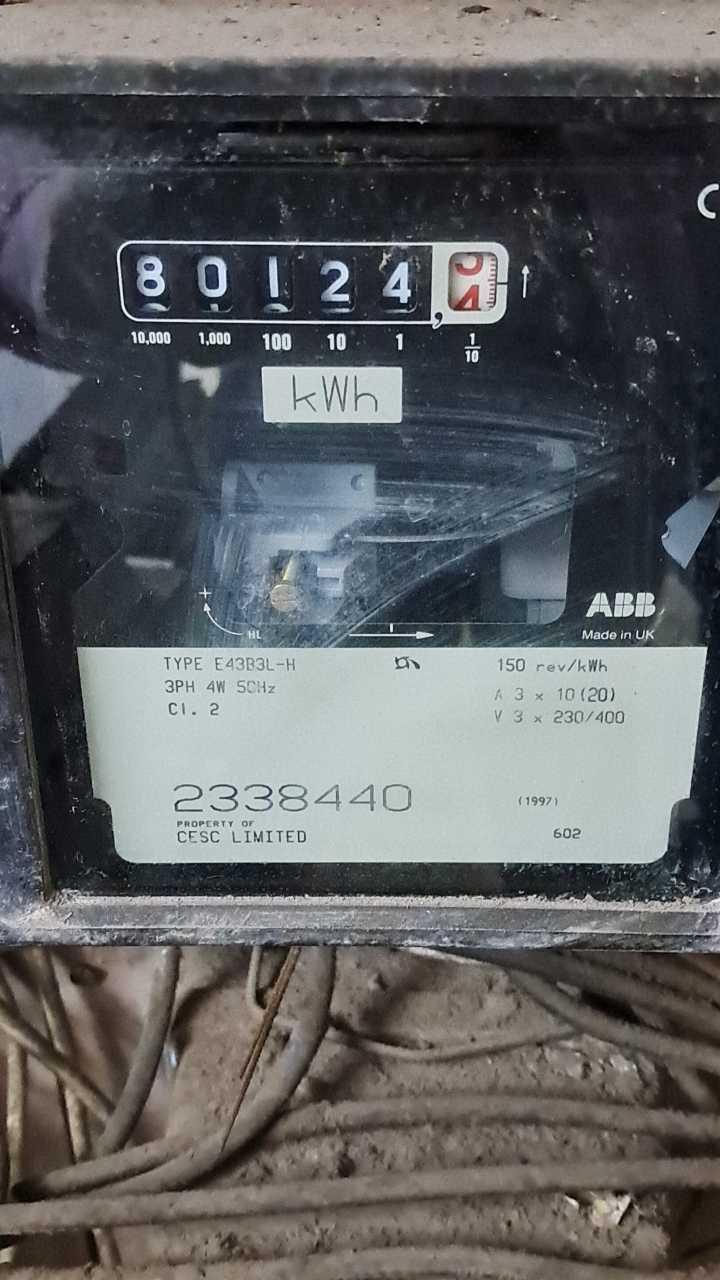 80124,3
10,000 1,000 100 10 1 1/10
kWh
+
HL
ABB
Made in UK
TYPE E43B3L-H 150 rev/kWh
3PH 4W 50Hz A 3 x 10(20)
Cl. 2 V 3 x 230/400
2338440 (1997)
PROPERTY OF
CESC LIMITED 602